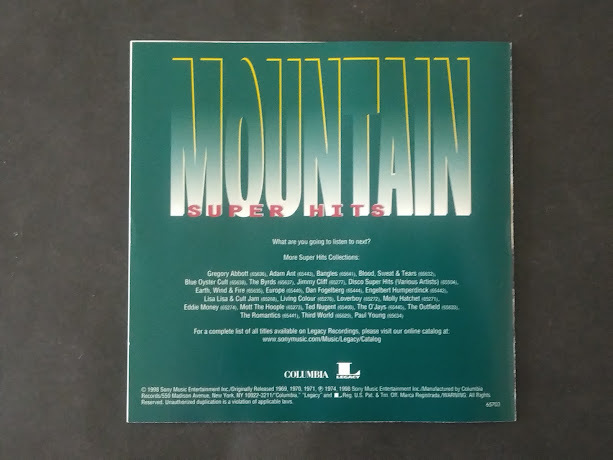 MOUNTAIN
SUPER HITS
What are you going to listen to next?
More Super Hits Collections:
Gregory Abbott (65636), Adam Ant (65443), Bangles (65641), Blood, Sweat & Tears (65632),
Blue Oyster Cult (65638), The Byrds (65637), Jimmy Cliff (65277), Disco Super Hits (Various Artists) (65504),
Earth, Wind & Fire (65635), Europe (65440), Dan Fogelberg (65444), Engelbert Humperdinck (65442),
Lisa Lisa & Cult Jam (65268), Living Colour (65276), Loverboy (65272), Molly Hatchet (65271),
Eddie Money (65274), Mott The Hoople (65273), Ted Nugent The O'Jays The Outfield (65633),
The Romantics (65441), Third World Paul Young (65634)
For a complete list of all titles available on Legacy Recordings, please visit our online catalog at:
www.sonymusic.com/Music/Legacy/Catalog
COLUMBIA L LEGACY
© 1998 Sony Music Entertainment Inc./Originally Released 1969, 1970, 1971, ℗ 1974, 1998 Sony Music Entertainment Inc./Manufactured by Columbia
Records/550 Madison Avenue, New York, NY 10022-3211/"Columbia," "Legacy" and L Reg. U.S. Pat. & Tm. Off. Marca Registrada./WARNING: All Rights
Reserved. Unauthorized duplication is a violation of applicable laws.
65703